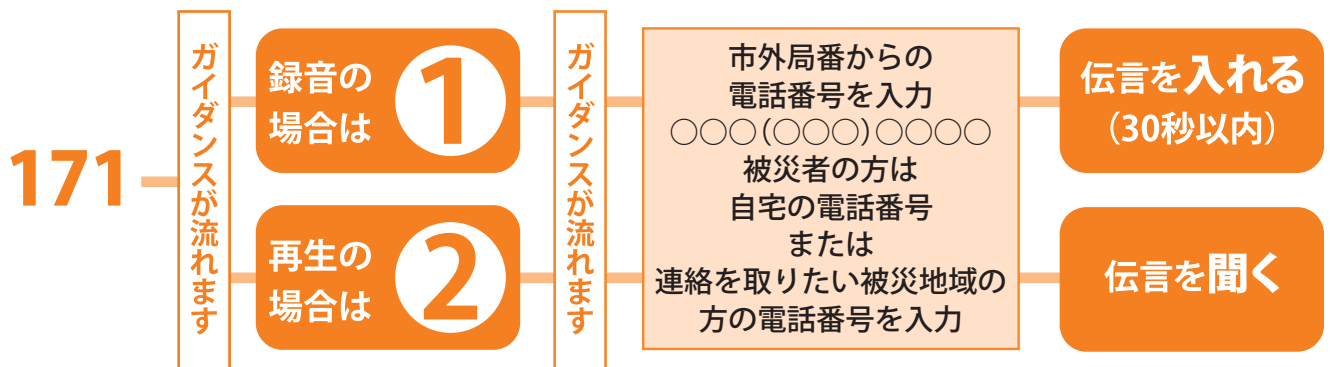 171
ガイダンスが流れます
録音の
場合は
1
再生の
場合は
2
ガイダンスが流れます
市外局番からの
電話番号を入力
○○○(○○○)○○○○
被災者の方は
自宅の電話番号
または
連絡を取りたい被災地域の
方の電話番号を入力
伝言を入れる
(30秒以内)
伝言を聞く